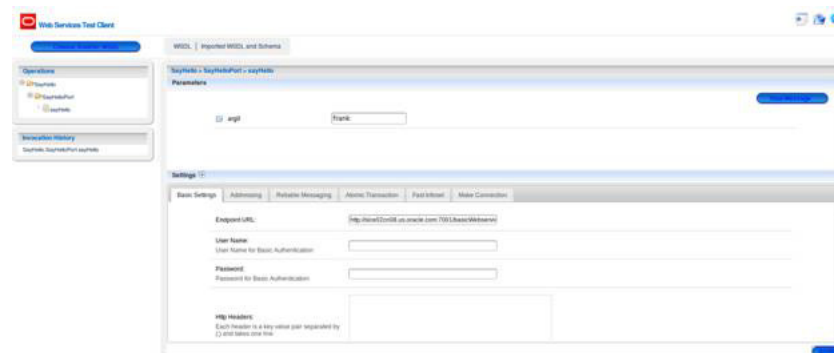 Web Services Test Client
WSDL | Imported WSDL and Schema
Operations
SayHello
SayHelloPort
sayHello
Invocation History
SayHello.SayHelloPort.sayHello
SayHello > SayHelloPort > sayHello
Parameters
arg0
Frank
Settings
Basic Settings
Addressing
Reliable Messaging
Atomic Transaction
Fast Infoset
Make Connection
Endpoint URL:
User Name:
User Name for Basic Authentication
Password:
Password for Basic Authentication
Http Headers:
Each header is a key value pair separated by
(:) and takes one line